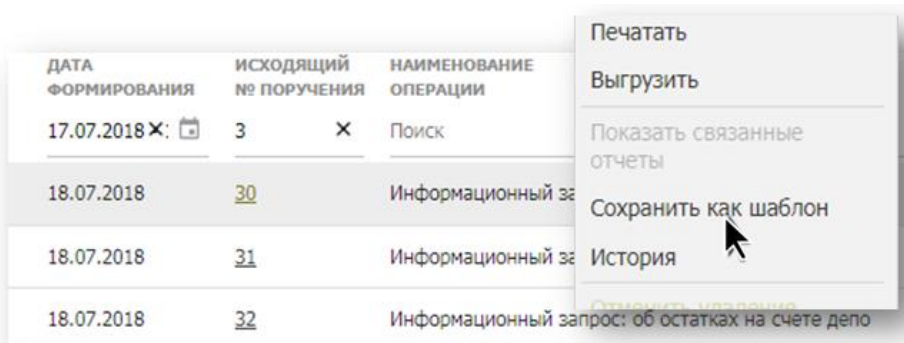 Печатать
ДАТА ФОРМИРОВАНИЯ
ИСХОДЯЩИЙ № ПОРУЧЕНИЯ
НАИМЕНОВАНИЕ ОПЕРАЦИИ
Выгрузить
17.07.2018
3
Поиск
Показать связанные
отчеты
18.07.2018 30 Информационный за
Сохранить как шаблон
18.07.2018 31 Информационный за
История
Отменить удаление
18.07.2018 32 Информационный запрос: об остатках на счете депо